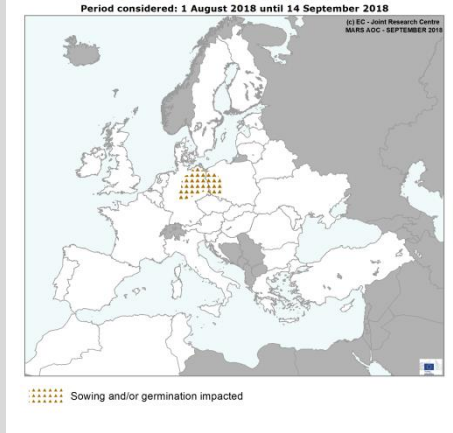 Period considered: 1 August 2018 until 14 September 2018
(c) EC - Joint Research Centre
MARS AOC - SEPTEMBER 2018
Sowing and/or germination impacted